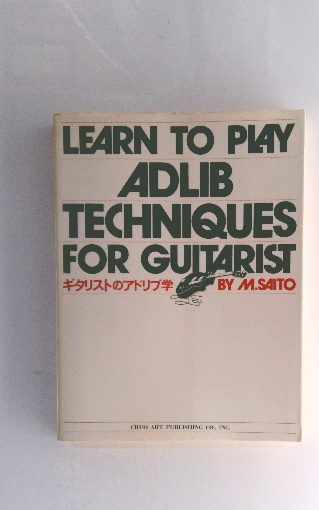 LEARN TO PLAY
ADLIB
TECHNIQUES
FOR GUITARIST
ギタリストのアドリブ学 BY M.SAITO
CHUO ART PUBLISHING CO., INC.